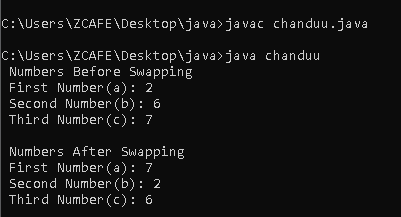 C:\Users\ZCAFE\Desktop\java>javac chanduu.java
C:\Users\ZCAFE\Desktop\java>java chanduu
Numbers Before Swapping
First Number(a): 2
Second Number(b): 6
Third Number(c): 7
Numbers After Swapping
First Number(a): 7
Second Number(b): 2
Third Number(c): 6